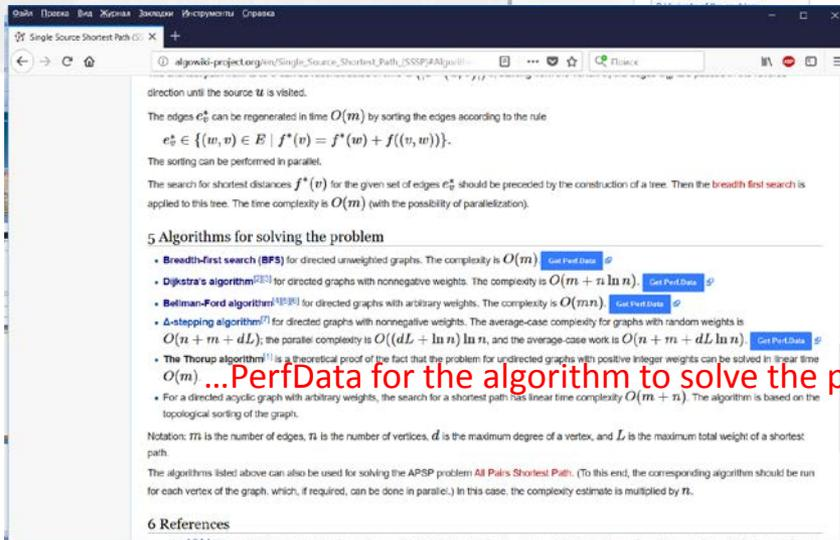 Файл Правка Вид Журнал Закладки Инструменты Справка
Single Source Shortest Path (SS × +
algowiki-project.org/en/Single_Source_Shortest_Path_(SSSP)#Algorith Поиск
direction until the source u is visited.
The edges e*_v can be regenerated in time O(m) by sorting the edges according to the rule
e*_v ∈ {(w, v) ∈ E | f*(v) = f*(w) + f((v, w))}.
The sorting can be performed in parallel.
The search for shortest distances f*(v) for the given set of edges e*_v should be preceded by the construction of a tree. Then the breadth first search is
applied to this tree. The time complexity is O(m) (with the possibility of parallelization).
5 Algorithms for solving the problem
• Breadth-first search (BFS) for directed unweighted graphs. The complexity is O(m) Get Perf.Data
• Dijkstra's algorithm[2][3] for directed graphs with nonnegative weights. The complexity is O(m + n ln n). Get Perf.Data
• Bellman-Ford algorithm[4][5][6] for directed graphs with arbitrary weights. The complexity is O(mn). Get Perf.Data
• Δ-stepping algorithm[7] for directed graphs with nonnegative weights. The average-case complexity for graphs with random weights is
O(n + m + dL); the parallel complexity is O((dL + ln n) ln n, and the average-case work is O(n + m + dL ln n). Get Perf.Data
• The Thorup algorithm[1] is a theoretical proof of the fact that the problem for undirected graphs with positive integer weights can be solved in linear time
O(m) ...PerfData for the algorithm to solve the p
• For a directed acyclic graph with arbitrary weights, the search for a shortest path has linear time complexity O(m + n). The algorithm is based on the
topological sorting of the graph.
Notation: m is the number of edges, n is the number of vertices, d is the maximum degree of a vertex, and L is the maximum total weight of a shortest
path.
The algorithms listed above can also be used for solving the APSP problem All Pairs Shortest Path. (To this end, the corresponding algorithm should be run
for each vertex of the graph, which, if required, can be done in parallel.) In this case, the complexity estimate is multiplied by n.
6 References